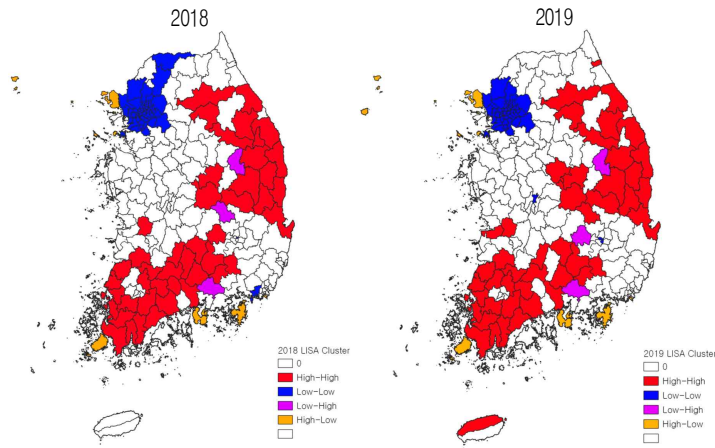 2018
2019
2018 LISA Cluster
0
High-High
Low-Low
Low-High
High-Low
2019 LISA Cluster
0
High-High
Low-Low
Low-High
High-Low